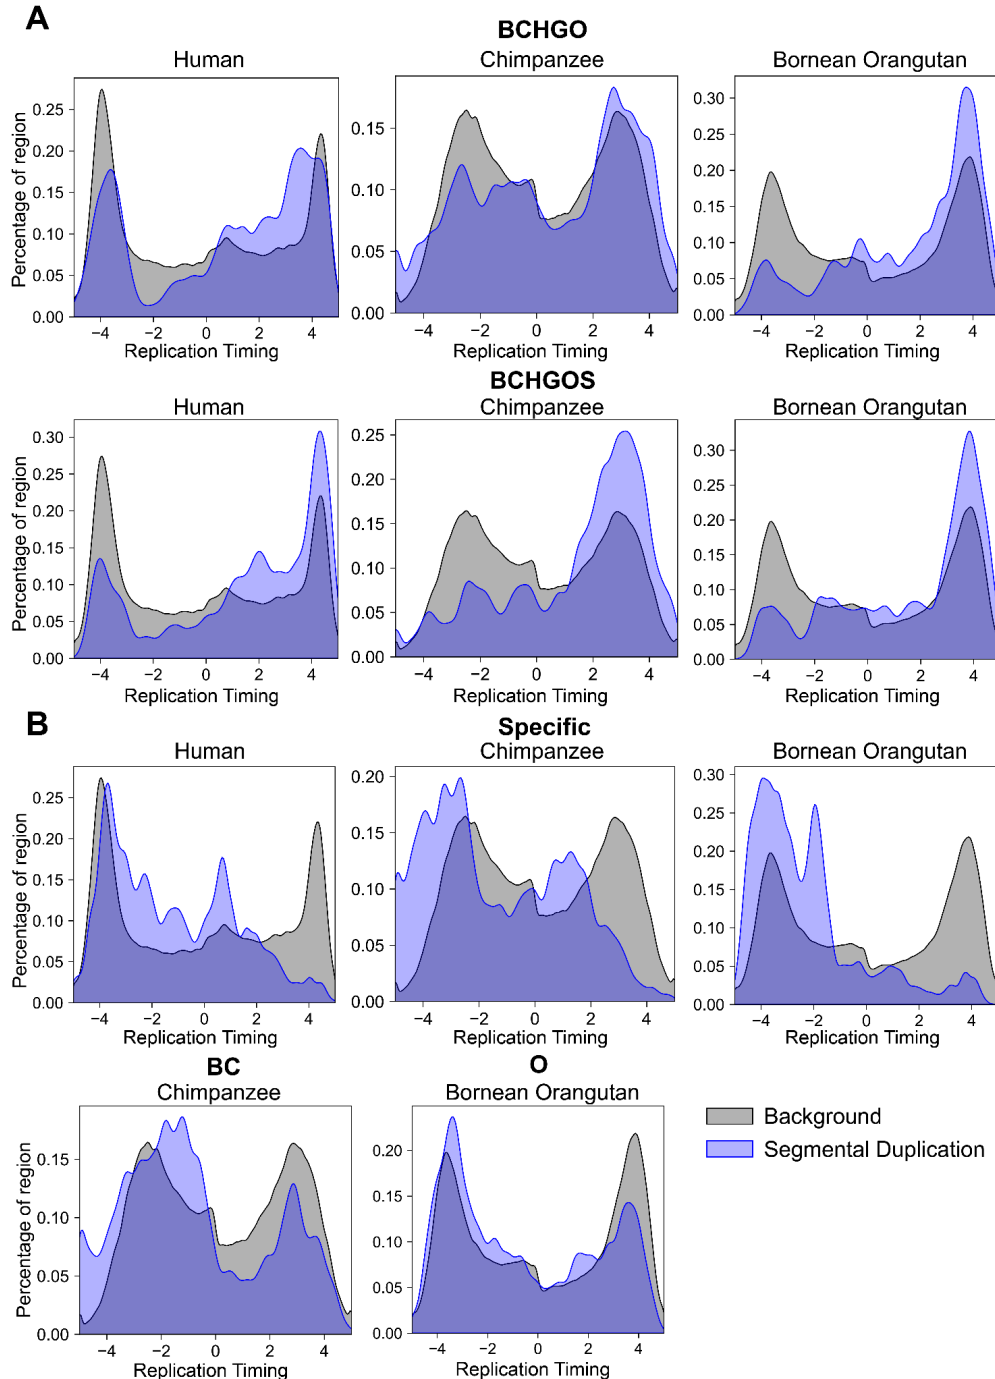 A
BCHGO
Human
Chimpanzee
Bornean Orangutan
Percentage of region
0.25
0.20
0.15
0.10
0.05
0.00
−4 −2 0 2 4
Replication Timing
0.15
0.10
0.05
0.00
−4 −2 0 2 4
Replication Timing
0.30
0.25
0.20
0.15
0.10
0.05
0.00
−4 −2 0 2 4
Replication Timing
BCHGOS
Human
Chimpanzee
Bornean Orangutan
Percentage of region
0.30
0.25
0.20
0.15
0.10
0.05
0.00
−4 −2 0 2 4
Replication Timing
0.25
0.20
0.15
0.10
0.05
0.00
−4 −2 0 2 4
Replication Timing
0.30
0.25
0.20
0.15
0.10
0.05
0.00
−4 −2 0 2 4
Replication Timing
B
Specific
Human
Chimpanzee
Bornean Orangutan
Percentage of region
0.25
0.20
0.15
0.10
0.05
0.00
−4 −2 0 2 4
Replication Timing
0.20
0.15
0.10
0.05
0.00
−4 −2 0 2 4
Replication Timing
0.30
0.25
0.20
0.15
0.10
0.05
0.00
−4 −2 0 2 4
Replication Timing
BC
Chimpanzee
Percentage of region
0.15
0.10
0.05
0.00
−4 −2 0 2 4
Replication Timing
O
Bornean Orangutan
0.20
0.15
0.10
0.05
0.00
−4 −2 0 2 4
Replication Timing
Background
Segmental Duplication